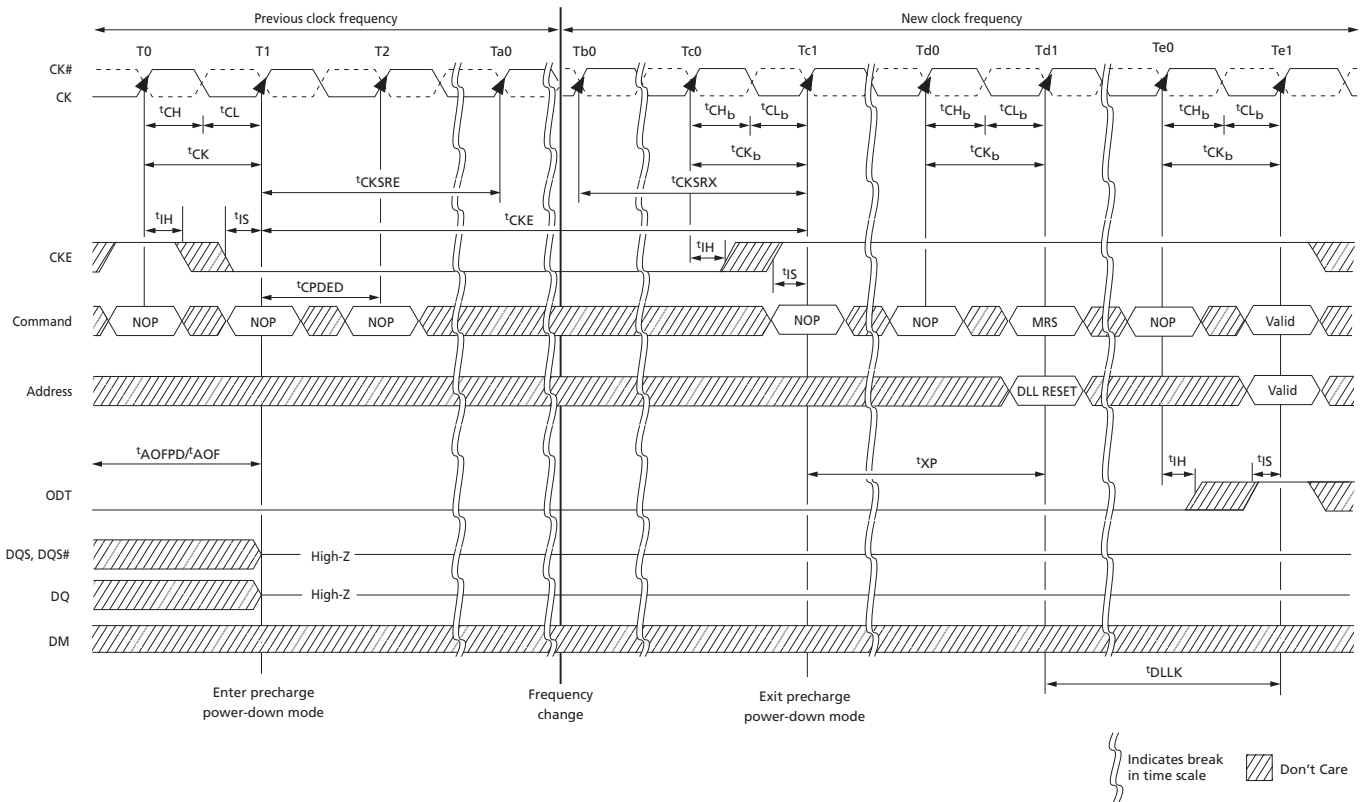 Previous clock frequency New clock frequency
T0 T1 T2 Ta0 Tb0 Tc0 Tc1 Td0 Td1 Te0 Te1
CK#
CK
tCH tCL tCHb tCLb tCHb tCLb tCHb tCLb
tCK tCKb tCKb tCKb
tCKSRE tCKSRX
tIH tIS tCKE
CKE tIH
tIS
tCPDED
Command NOP NOP NOP NOP NOP MRS NOP Valid
Address DLL RESET Valid
tAOFPD/tAOF tXP tIH tIS
ODT
DQS, DQS# High-Z
DQ High-Z
DM
tDLLK
Enter precharge Frequency Exit precharge
power-down mode change power-down mode
Indicates break
in time scale Don't Care